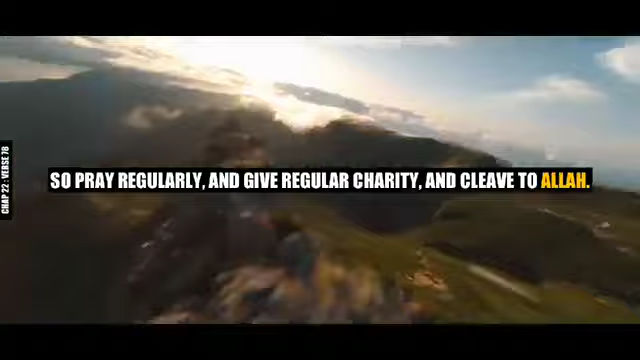 CHAP 22 : VERSE 78
SO PRAY REGULARLY, AND GIVE REGULAR CHARITY, AND CLEAVE TO ALLAH.